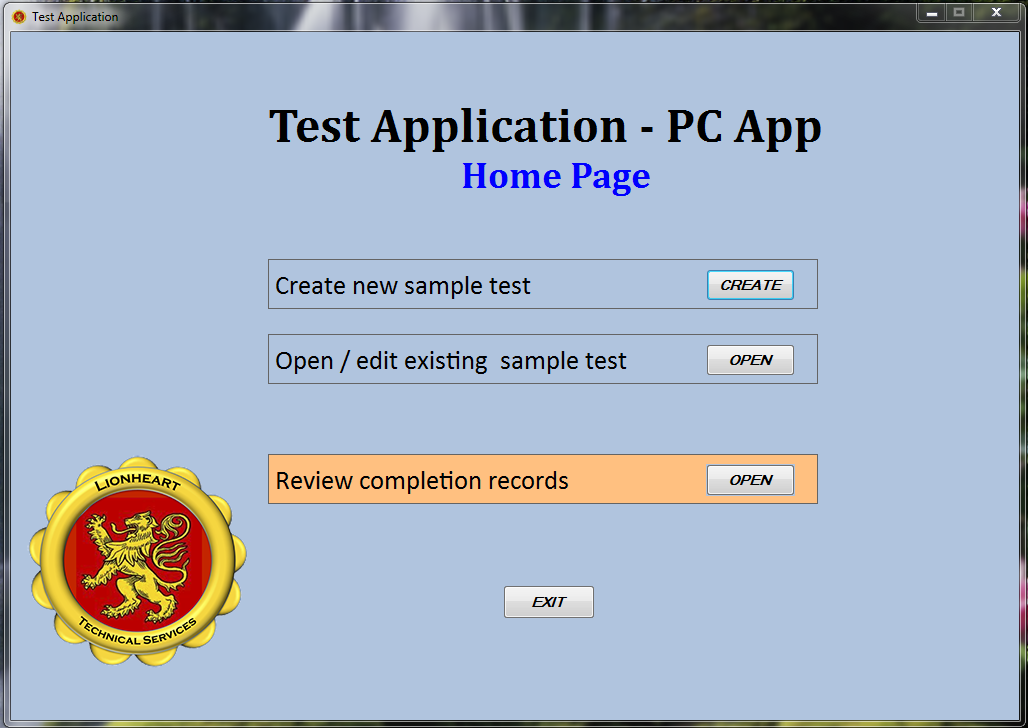 Test Application
Test Application - PC App
Home Page
Create new sample test CREATE
Open / edit existing  sample test OPEN
Review completion records OPEN
LIONHEART
TECHNICAL SERVICES
EXIT